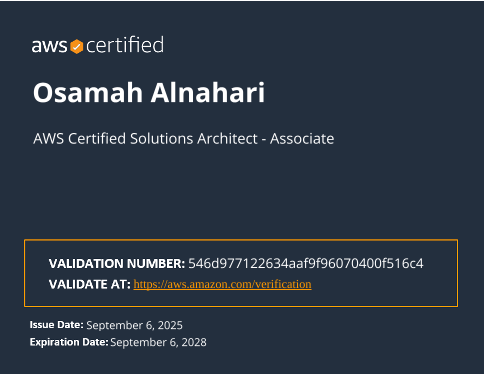 aws certified
Osamah Alnahari
AWS Certified Solutions Architect - Associate
VALIDATION NUMBER: 546d977122634aaf9f96070400f516c4
VALIDATE AT: https://aws.amazon.com/verification
Issue Date: September 6, 2025
Expiration Date: September 6, 2028